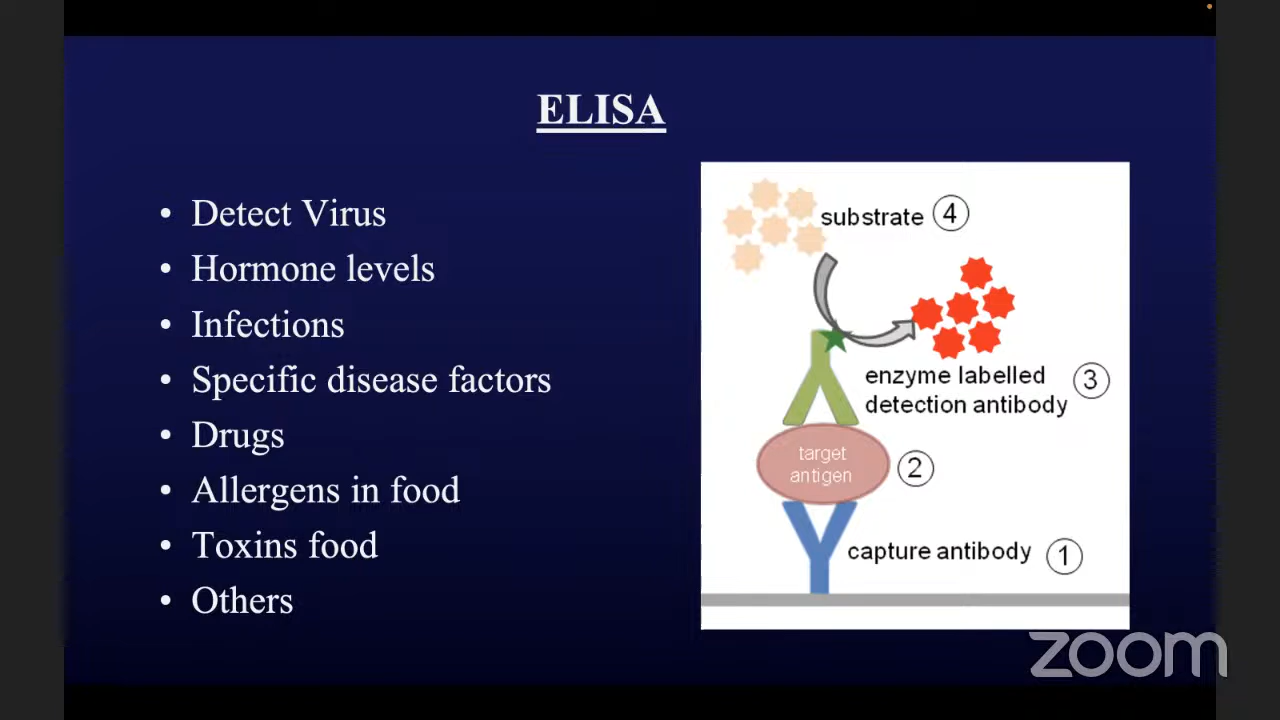 ELISA
• Detect Virus
• Hormone levels
• Infections
• Specific disease factors
• Drugs
• Allergens in food
• Toxins food
• Others
substrate 4
enzyme labelled
detection antibody 3
target
antigen 2
capture antibody 1
zoom